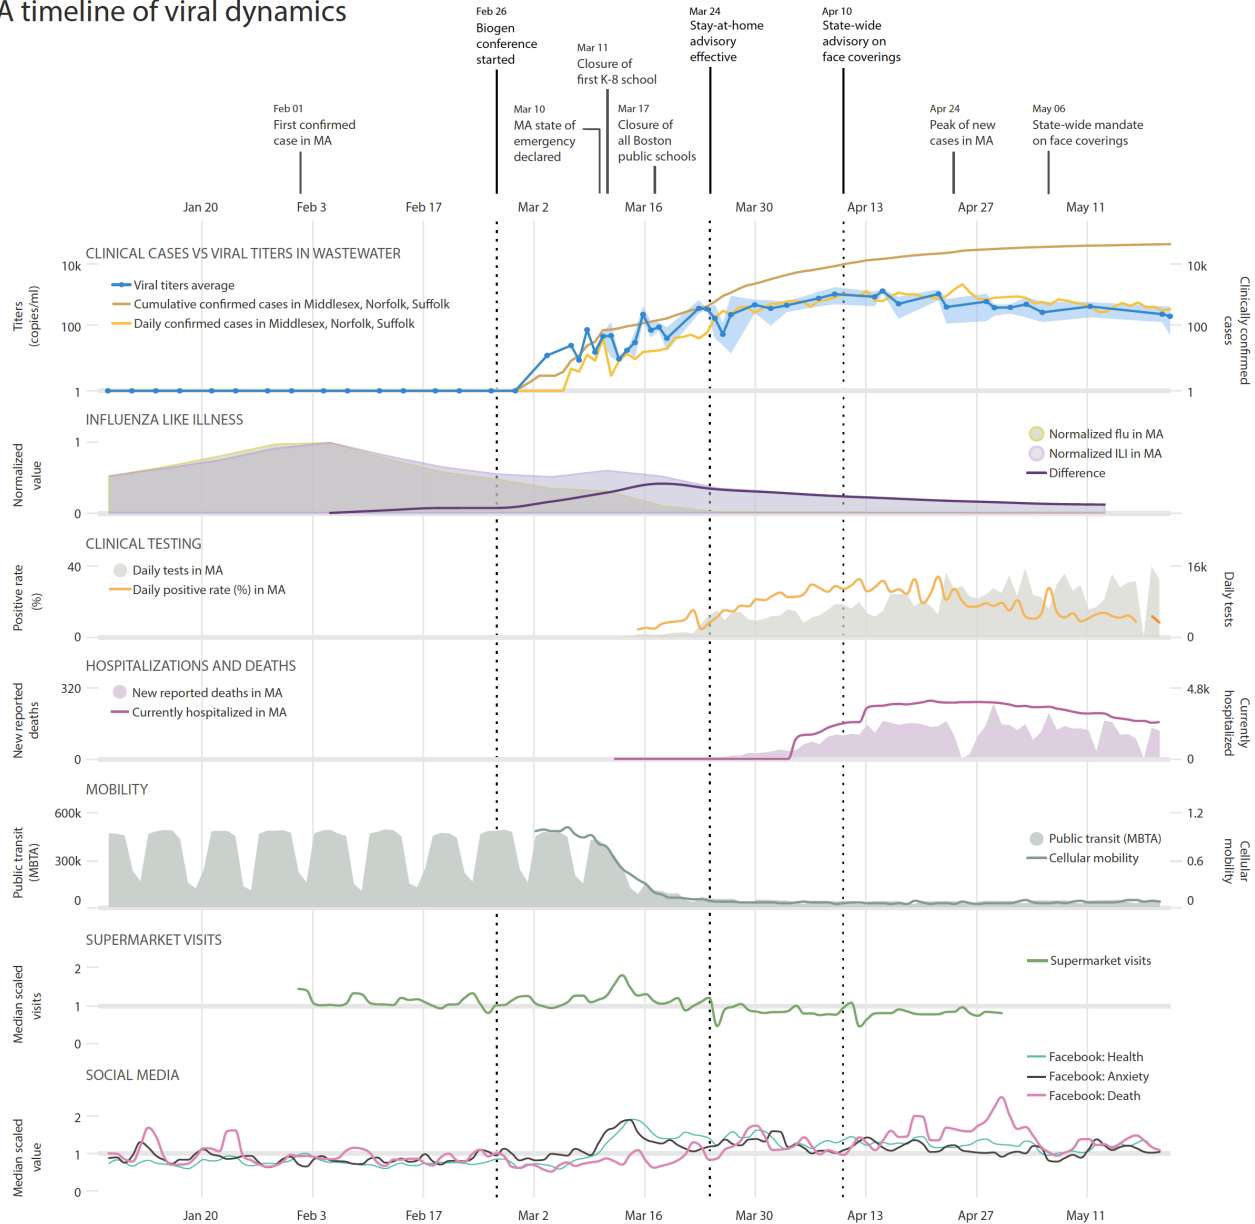 A timeline of viral dynamics
Feb 26
Biogen
conference
started
Mar 24
Stay-at-home
advisory
effective
Apr 10
State-wide
advisory on
face coverings
Mar 11
Closure of
first K-8 school
Feb 01
First confirmed
case in MA
Mar 10
MA state of
emergency
declared
Mar 17
Closure of
all Boston
public schools
Apr 24
Peak of new
cases in MA
May 06
State-wide mandate
on face coverings
Jan 20 Feb 3 Feb 17 Mar 2 Mar 16 Mar 30 Apr 13 Apr 27 May 11
CLINICAL CASES VS VIRAL TITERS IN WASTEWATER
Titers
(copies/ml)
10k
100
1
Viral titers average
Cumulative confirmed cases in Middlesex, Norfolk, Suffolk
Daily confirmed cases in Middlesex, Norfolk, Suffolk
10k
100
1
Clinically confirmed
cases
INFLUENZA LIKE ILLNESS
Normalized
value
1
0
Normalized flu in MA
Normalized ILI in MA
Difference
CLINICAL TESTING
Positive rate
(%)
40
0
Daily tests in MA
Daily positive rate (%) in MA
16k
0
Daily tests
HOSPITALIZATIONS AND DEATHS
New reported
deaths
320
0
New reported deaths in MA
Currently hospitalized in MA
4.8k
0
Currently
hospitalized
MOBILITY
Public transit
(MBTA)
600k
300k
0
Public transit (MBTA)
Cellular mobility
1.2
0.6
0
Cellular
mobility
SUPERMARKET VISITS
Median scaled
visits
2
1
0
Supermarket visits
SOCIAL MEDIA
Median scaled
value
2
1
0
Facebook: Health
Facebook: Anxiety
Facebook: Death
Jan 20 Feb 3 Feb 17 Mar 2 Mar 16 Mar 30 Apr 13 Apr 27 May 11